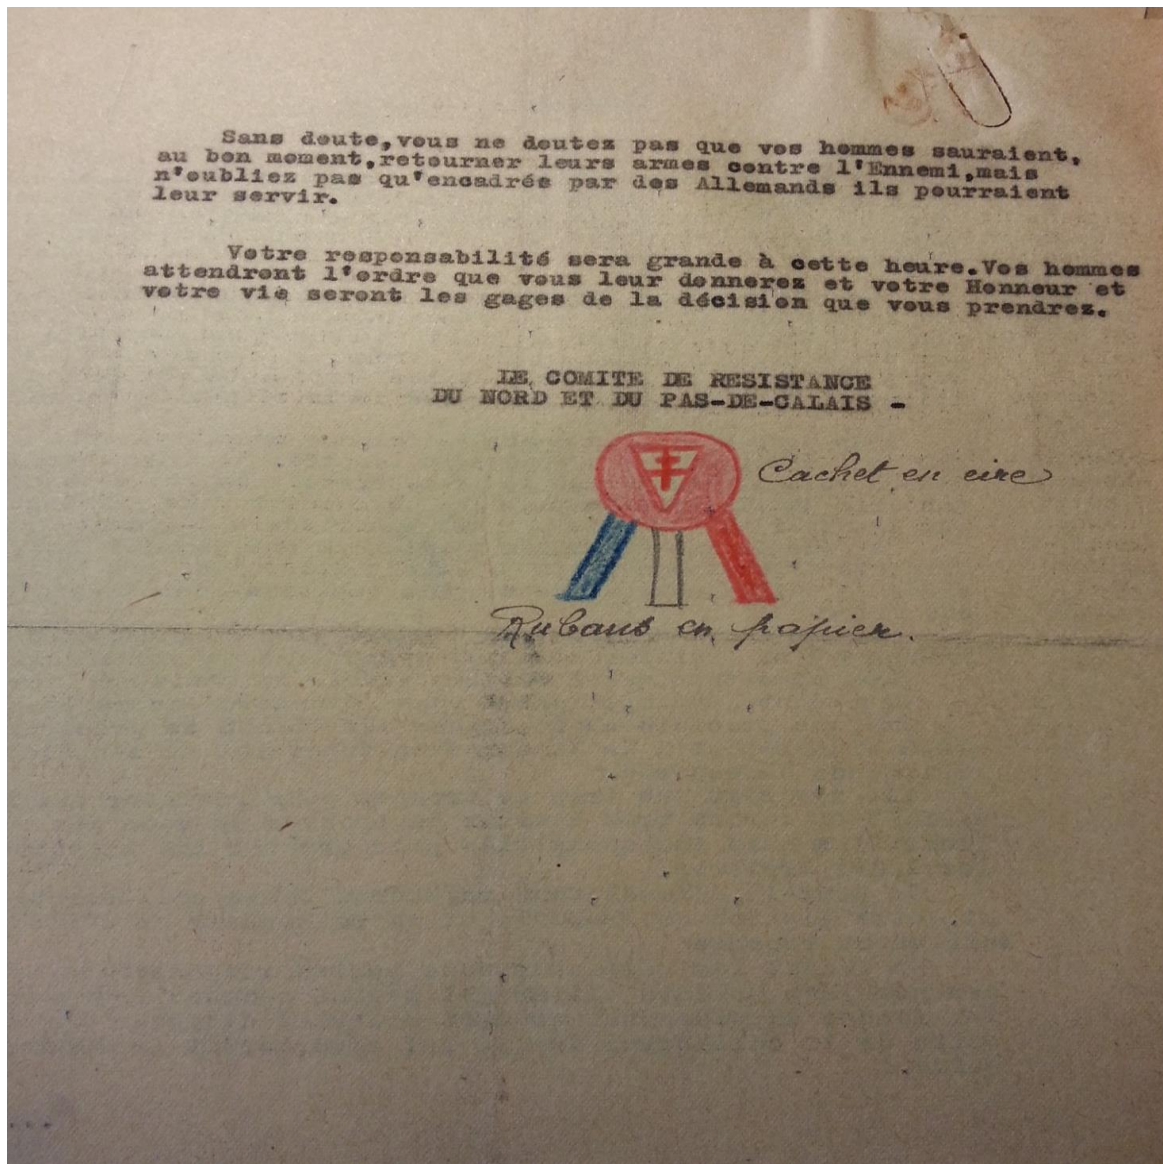 Sans doute,vous ne doutez pas que vos hommes sauraient,
au bon moment,retourner leurs armes contre l'Ennemi,mais
n'oubliez pas qu'encadrés par des Allemands ils pourraient
leur servir.
Votre responsabilité sera grande à cette heure.Vos hommes
attendront l'ordre que vous leur donnerez et votre Honneur et
votre vie seront les gages de la décision que vous prendrez.
LE COMITE DE RESISTANCE
DU NORD ET DU PAS-DE-CALAIS -
Cachet en cire
Rubans en papier.